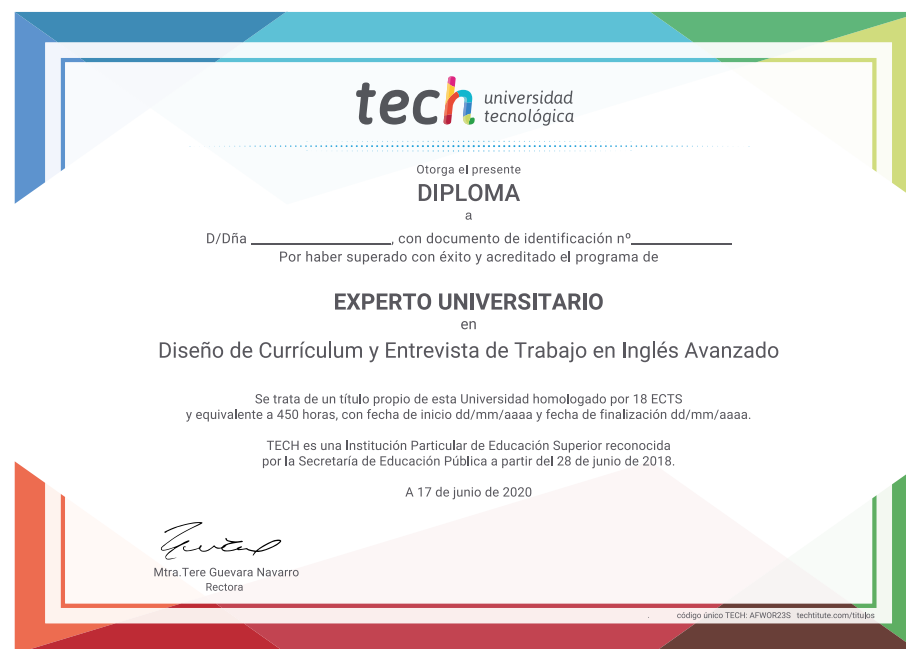 tech universidad
tecnológica
Otorga el presente
DIPLOMA
a
D/Dña ________________, con documento de identificación nº____________
Por haber superado con éxito y acreditado el programa de
EXPERTO UNIVERSITARIO
en
Diseño de Currículum y Entrevista de Trabajo en Inglés Avanzado
Se trata de un título propio de esta Universidad homologado por 18 ECTS
y equivalente a 450 horas, con fecha de inicio dd/mm/aaaa y fecha de finalización dd/mm/aaaa.
TECH es una Institución Particular de Educación Superior reconocida
por la Secretaría de Educación Pública a partir del 28 de junio de 2018.
A 17 de junio de 2020
Mtra.Tere Guevara Navarro
Rectora
código único TECH: AFWOR23S techtitute.com/titulos